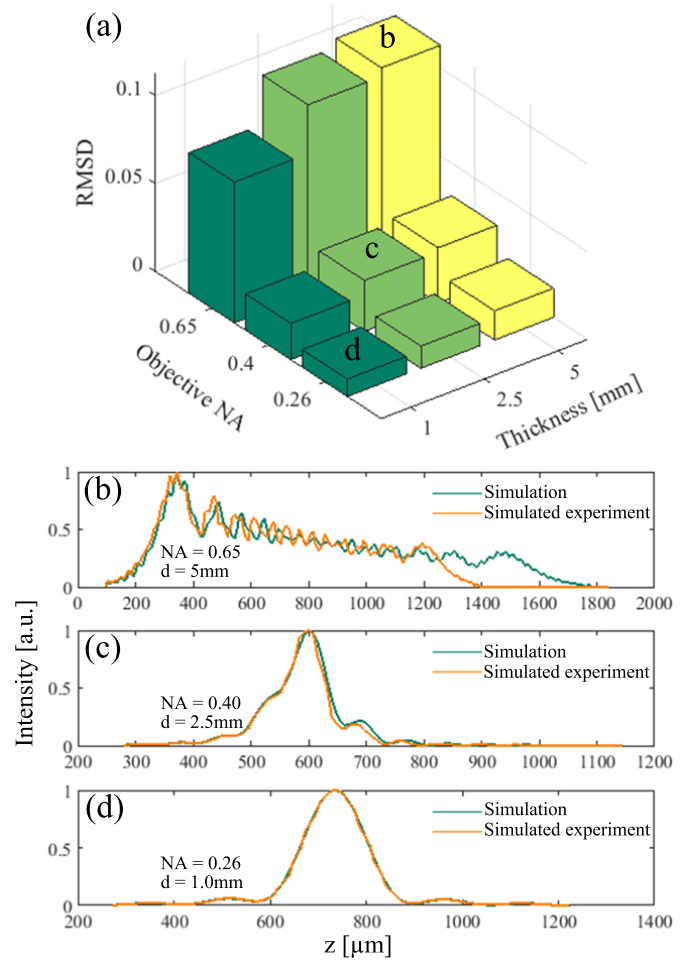 (a)
b
c
d
RMSD
0.1
0.05
0
0.65
0.4
0.26
Objective NA
1
2.5
5
Thickness [mm]
Intensity [a.u.]
(b)
1
0.5
0
Simulation
Simulated experiment
NA = 0.65
d = 5mm
0 200 400 600 800 1000 1200 1400 1600 1800 2000
(c)
1
0.5
0
Simulation
Simulated experiment
NA = 0.40
d = 2.5mm
200 300 400 500 600 700 800 900 1000 1100 1200
(d)
1
0.5
0
Simulation
Simulated experiment
NA = 0.26
d = 1.0mm
200 400 600 800 1000 1200 1400
z [µm]